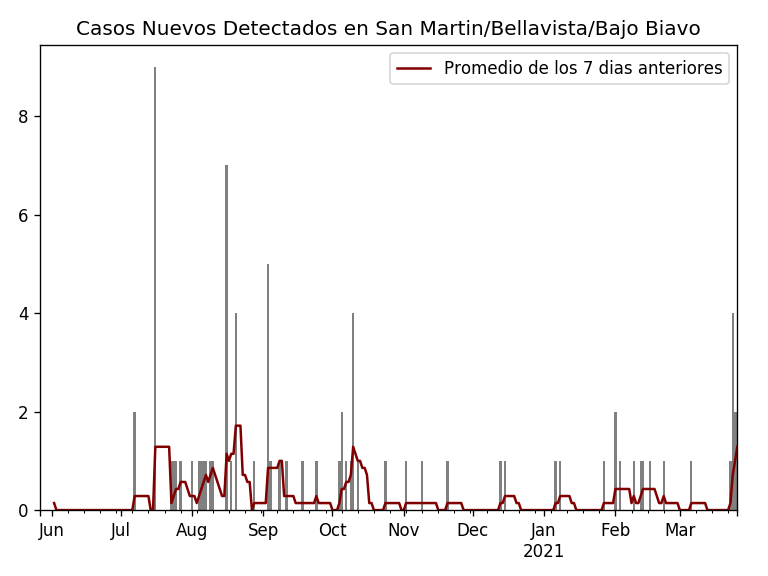 Casos Nuevos Detectados en San Martin/Bellavista/Bajo Biavo
Promedio de los 7 dias anteriores
8
6
4
2
0
Jun Jul Aug Sep Oct Nov Dec Jan Feb Mar
2021